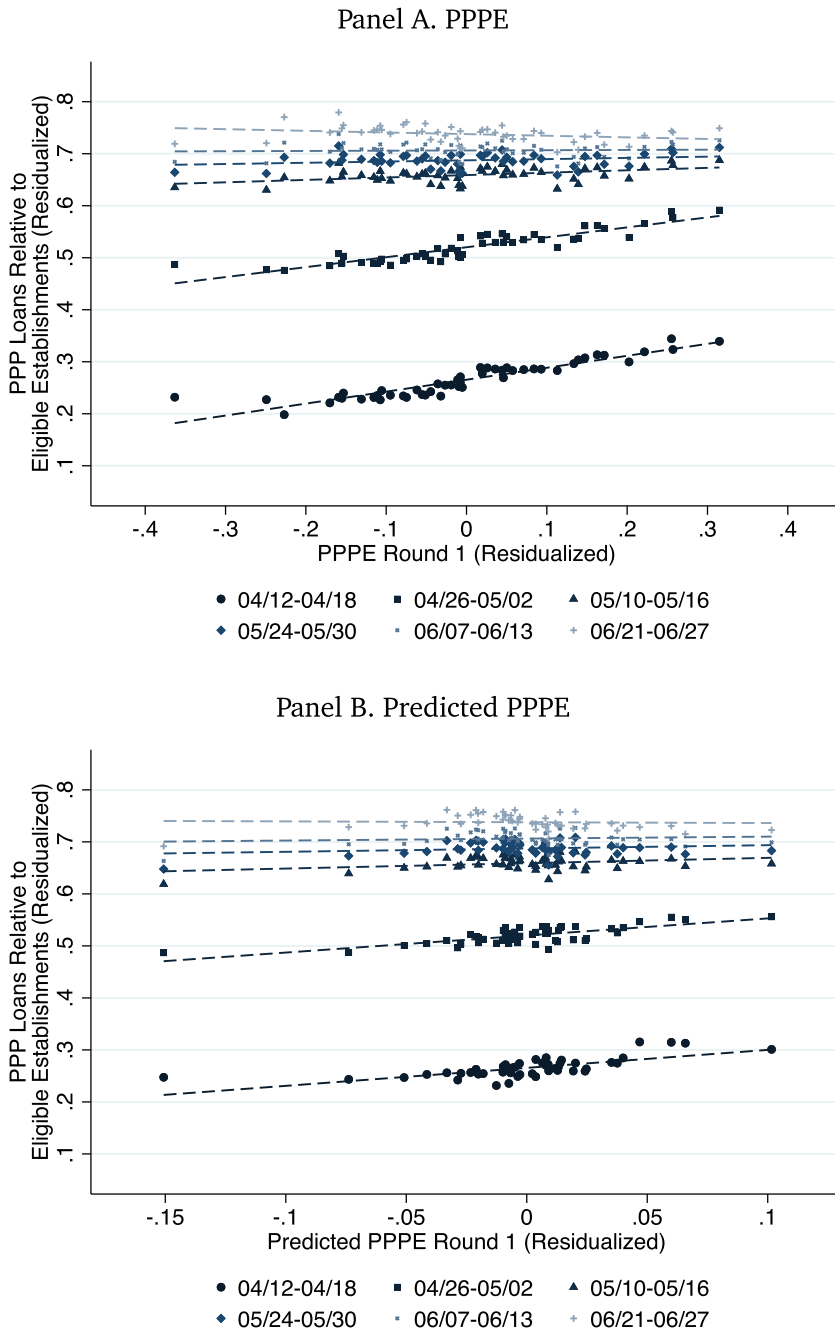 Panel A. PPPE
PPP Loans Relative to
Eligible Establishments (Residualized)
.8
.7
.6
.5
.4
.3
.2
.1
-.4 -.3 -.2 -.1 0 .1 .2 .3 .4
PPPE Round 1 (Residualized)
04/12-04/18 04/26-05/02 05/10-05/16
05/24-05/30 06/07-06/13 06/21-06/27
Panel B. Predicted PPPE
PPP Loans Relative to
Eligible Establishments (Residualized)
.8
.7
.6
.5
.4
.3
.2
.1
-.15 -.1 -.05 0 .05 .1
Predicted PPPE Round 1 (Residualized)
04/12-04/18 04/26-05/02 05/10-05/16
05/24-05/30 06/07-06/13 06/21-06/27